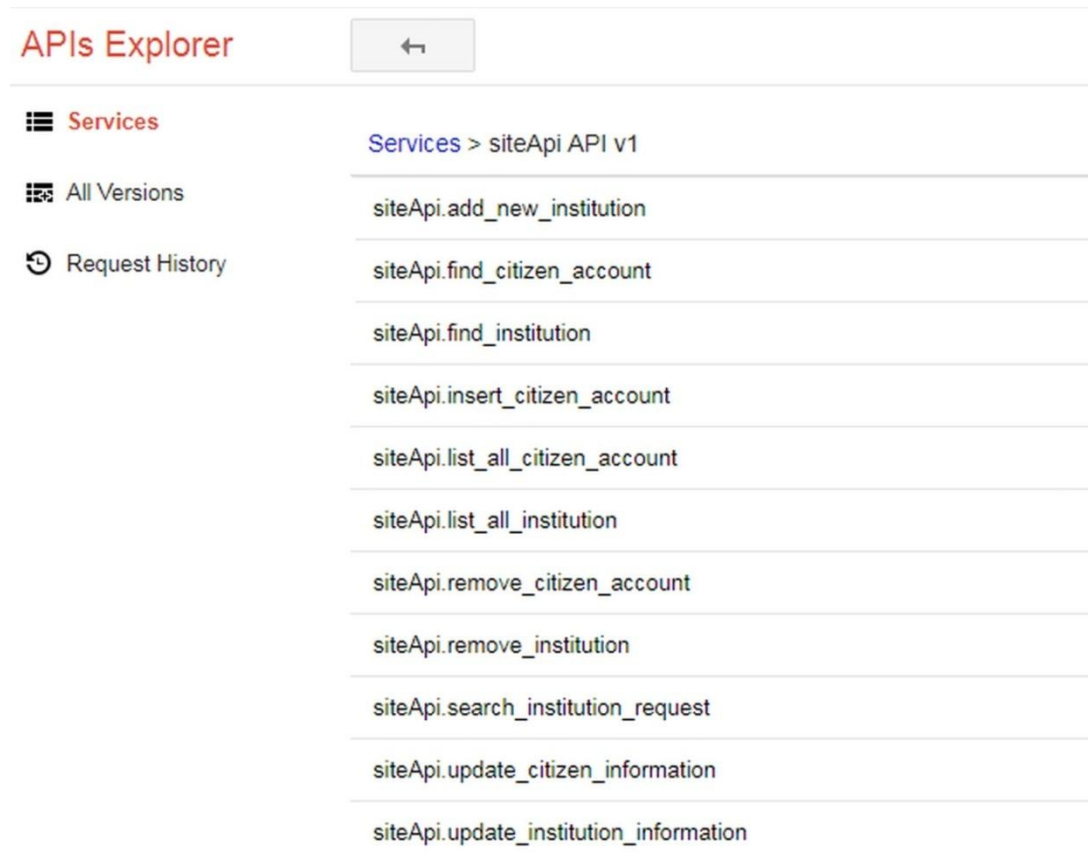 APIs Explorer
Services
All Versions
Request History
Services > siteApi API v1
siteApi.add_new_institution
siteApi.find_citizen_account
siteApi.find_institution
siteApi.insert_citizen_account
siteApi.list_all_citizen_account
siteApi.list_all_institution
siteApi.remove_citizen_account
siteApi.remove_institution
siteApi.search_institution_request
siteApi.update_citizen_information
siteApi.update_institution_information